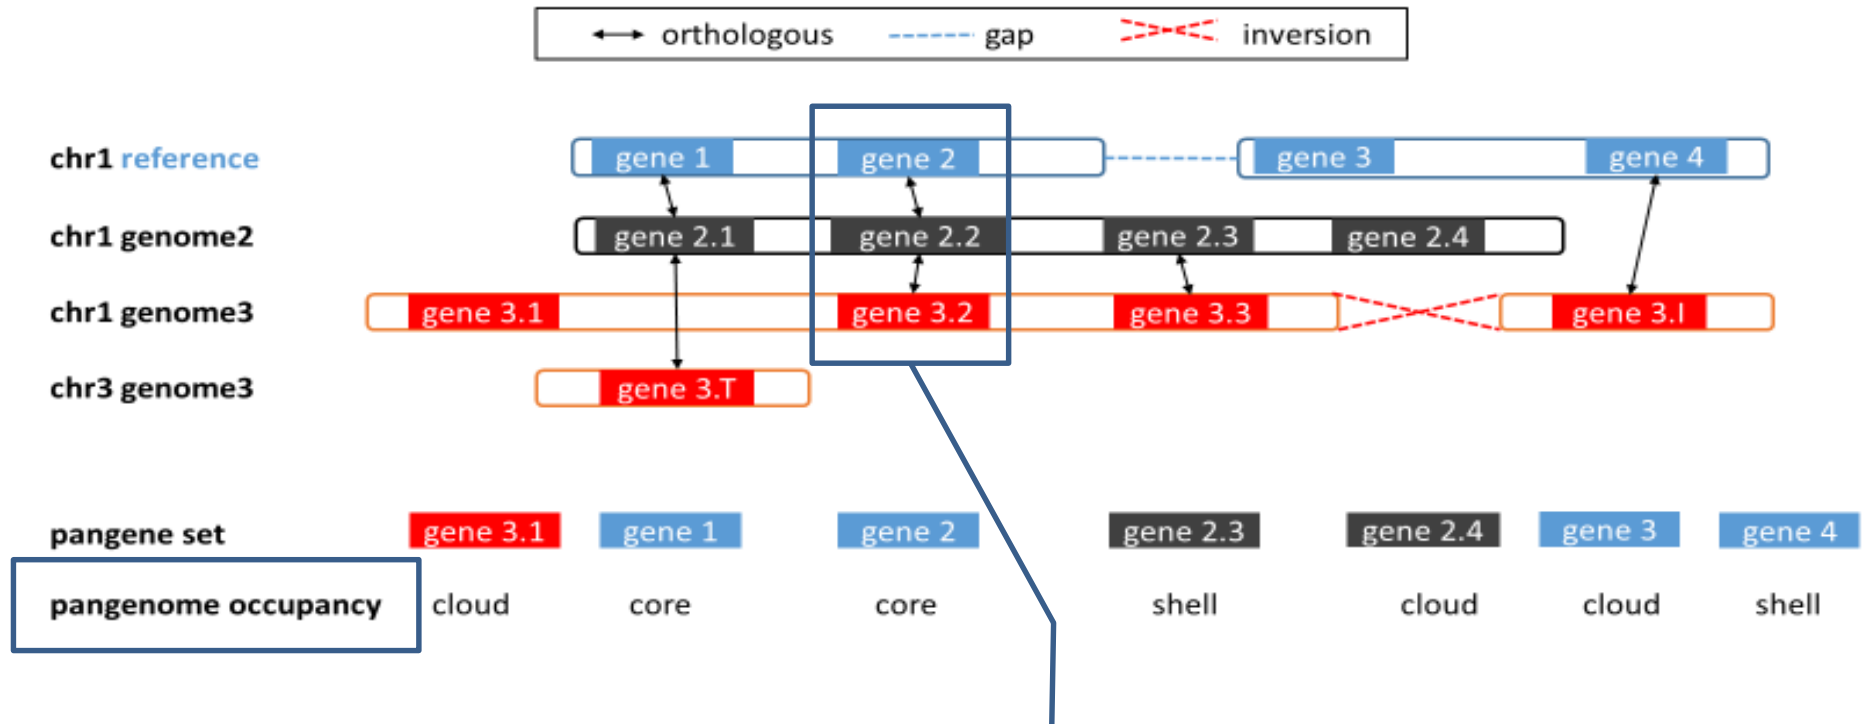 orthologous gap inversion
chr1 reference gene 1 gene 2 gene 3 gene 4
chr1 genome2 gene 2.1 gene 2.2 gene 2.3 gene 2.4
chr1 genome3 gene 3.1 gene 3.2 gene 3.3 gene 3.I
chr3 genome3 gene 3.T
pangene set gene 3.1 gene 1 gene 2 gene 2.3 gene 2.4 gene 3 gene 4
pangenome occupancy cloud core core shell cloud cloud shell